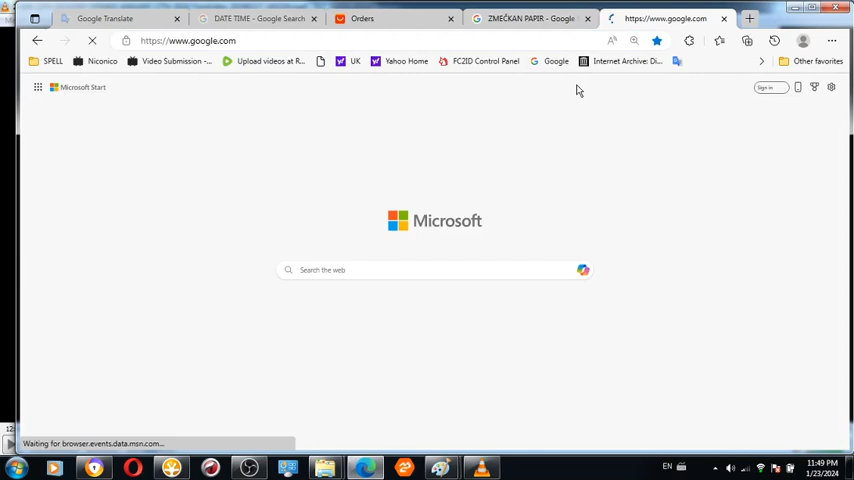 Google Translate
DATE TIME - Google Search
Orders
ZMEČKAN PAPIR - Google
https://www.google.com
https://www.google.com
SPELL
Niconico
Video Submission -...
Upload videos at R...
UK
Yahoo Home
FC2ID Control Panel
Google
Internet Archive: Di...
Other favorites
Microsoft Start
Sign in
Microsoft
Search the web
Waiting for browser.events.data.msn.com...
12:
EN
11:49 PM
1/23/2024